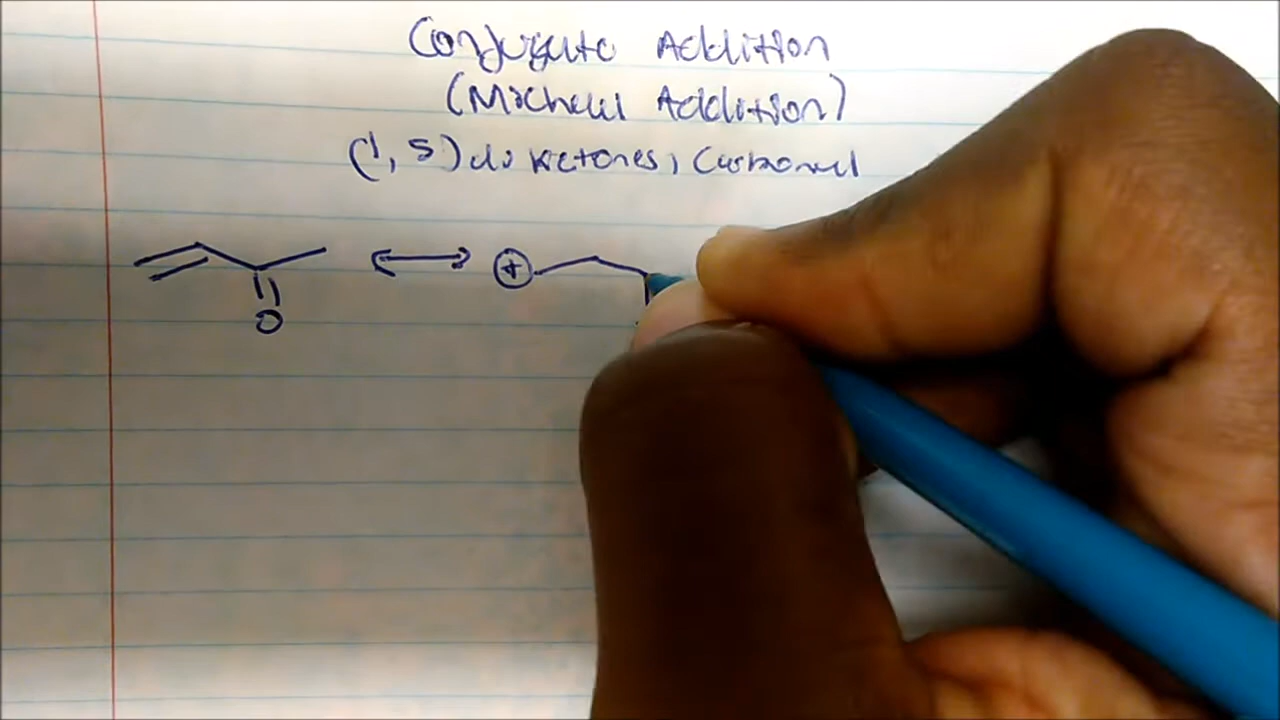 Conjugate Addition
(Michael Addition)
(1, 5) di ketones, Carbonyl
O
+